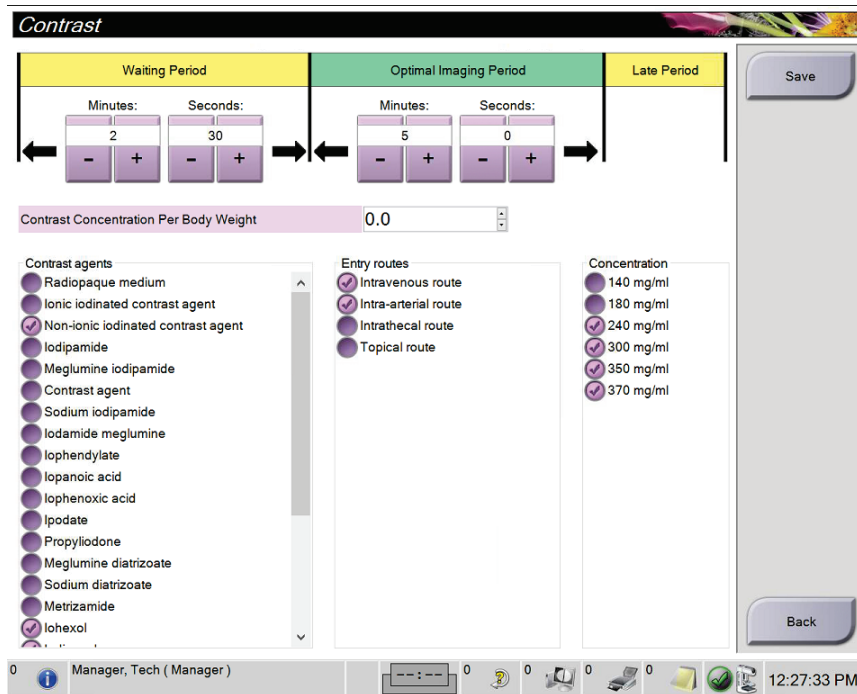 Contrast
Waiting Period
Optimal Imaging Period
Late Period
Save
Minutes:
Seconds:
Minutes:
Seconds:
2
30
5
0
-
+
-
+
-
+
-
+
Contrast Concentration Per Body Weight
0.0
Contrast agents
Radiopaque medium
Ionic iodinated contrast agent
Non-ionic iodinated contrast agent
Iodipamide
Meglumine iodipamide
Contrast agent
Sodium iodipamide
Iodamide meglumine
Iophendylate
Iopanoic acid
Iophenoxic acid
Ipodate
Propyliodone
Meglumine diatrizoate
Sodium diatrizoate
Metrizamide
Iohexol
Entry routes
Intravenous route
Intra-arterial route
Intrathecal route
Topical route
Concentration
140 mg/ml
180 mg/ml
240 mg/ml
300 mg/ml
350 mg/ml
370 mg/ml
Back
0
Manager, Tech ( Manager )
--:--
0
0
0
0
12:27:33 PM